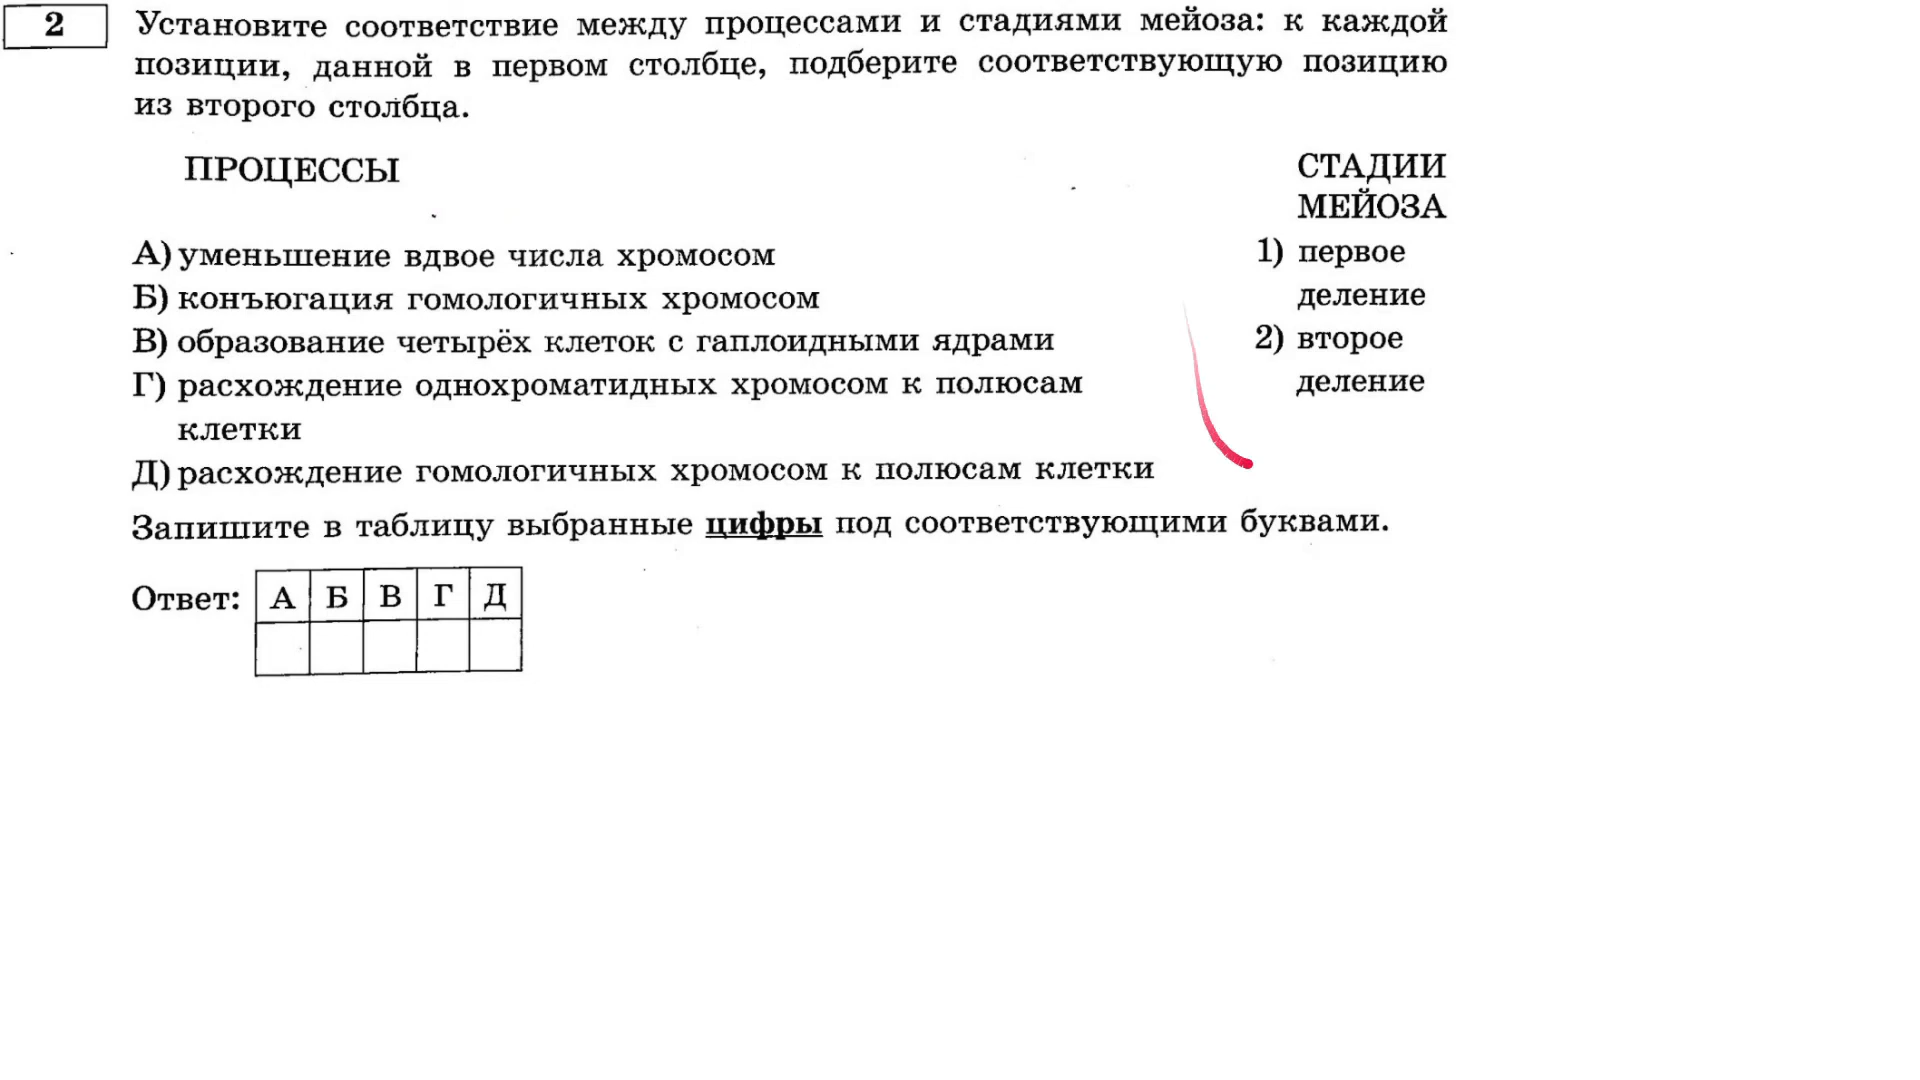 2
Установите соответствие между процессами и стадиями мейоза: к каждой
позиции, данной в первом столбце, подберите соответствующую позицию
из второго столбца.
ПРОЦЕССЫ
А) уменьшение вдвое числа хромосом
Б) конъюгация гомологичных хромосом
В) образование четырёх клеток с гаплоидными ядрами
Г) расхождение однохроматидных хромосом к полюсам
клетки
Д) расхождение гомологичных хромосом к полюсам клетки
СТАДИИ
МЕЙОЗА
1) первое
деление
2) второе
деление
Запишите в таблицу выбранные цифры под соответствующими буквами.
Ответ: А Б В Г Д